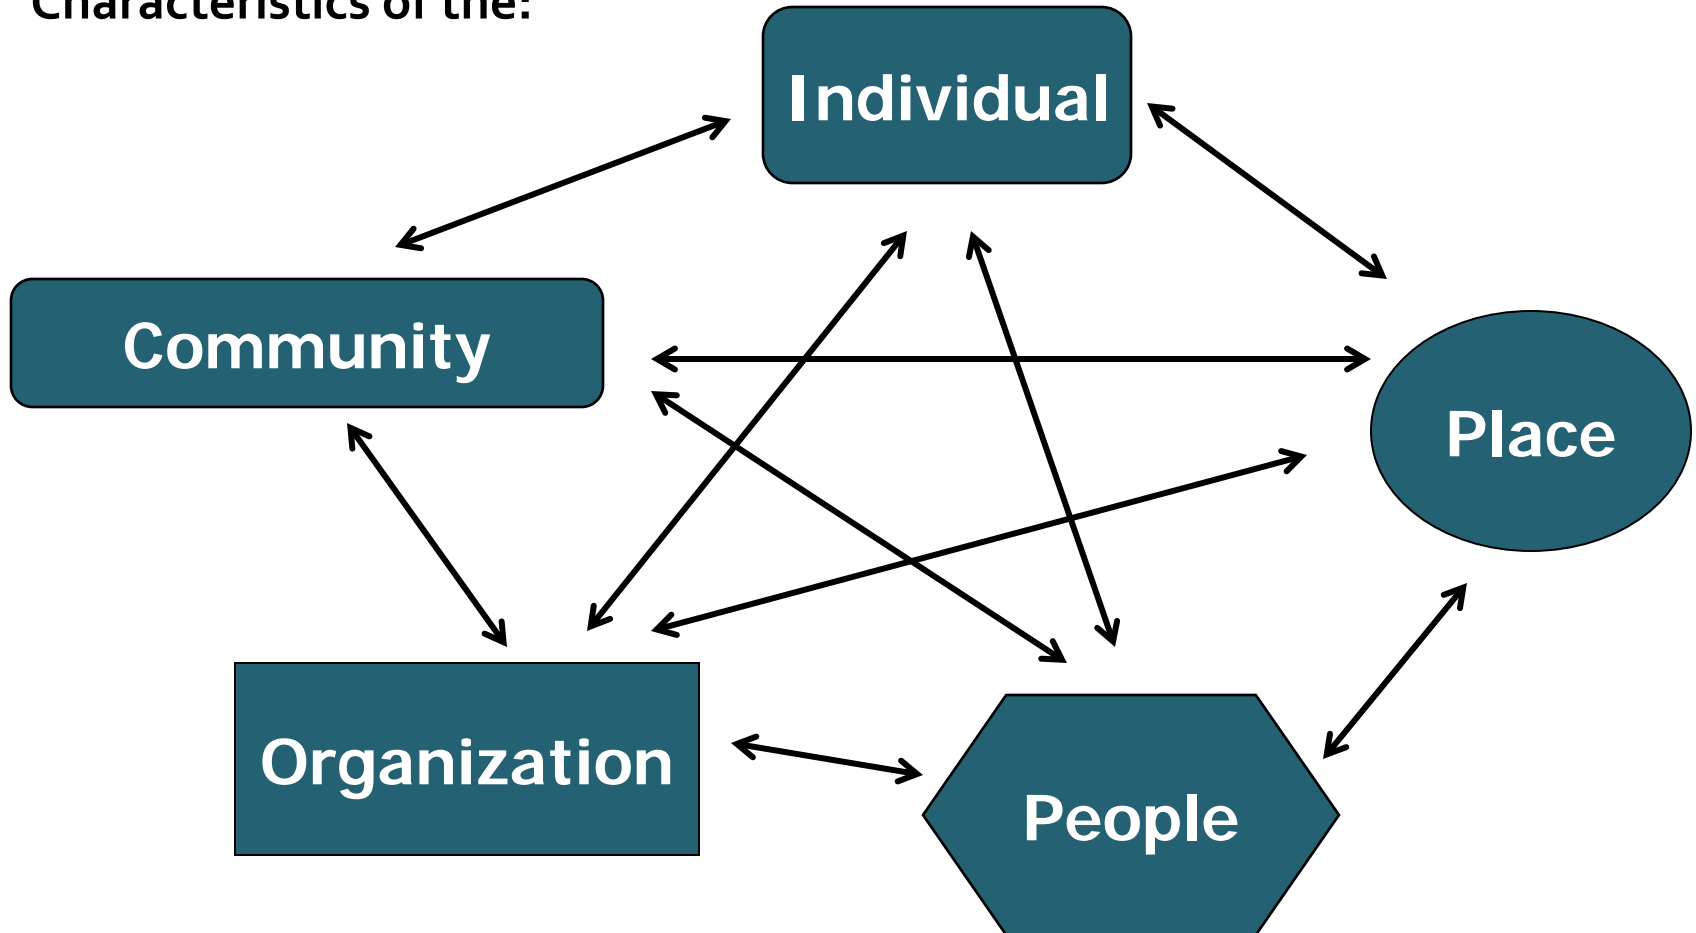 Characteristics of the:
Individual
Community
Place
Organization
People